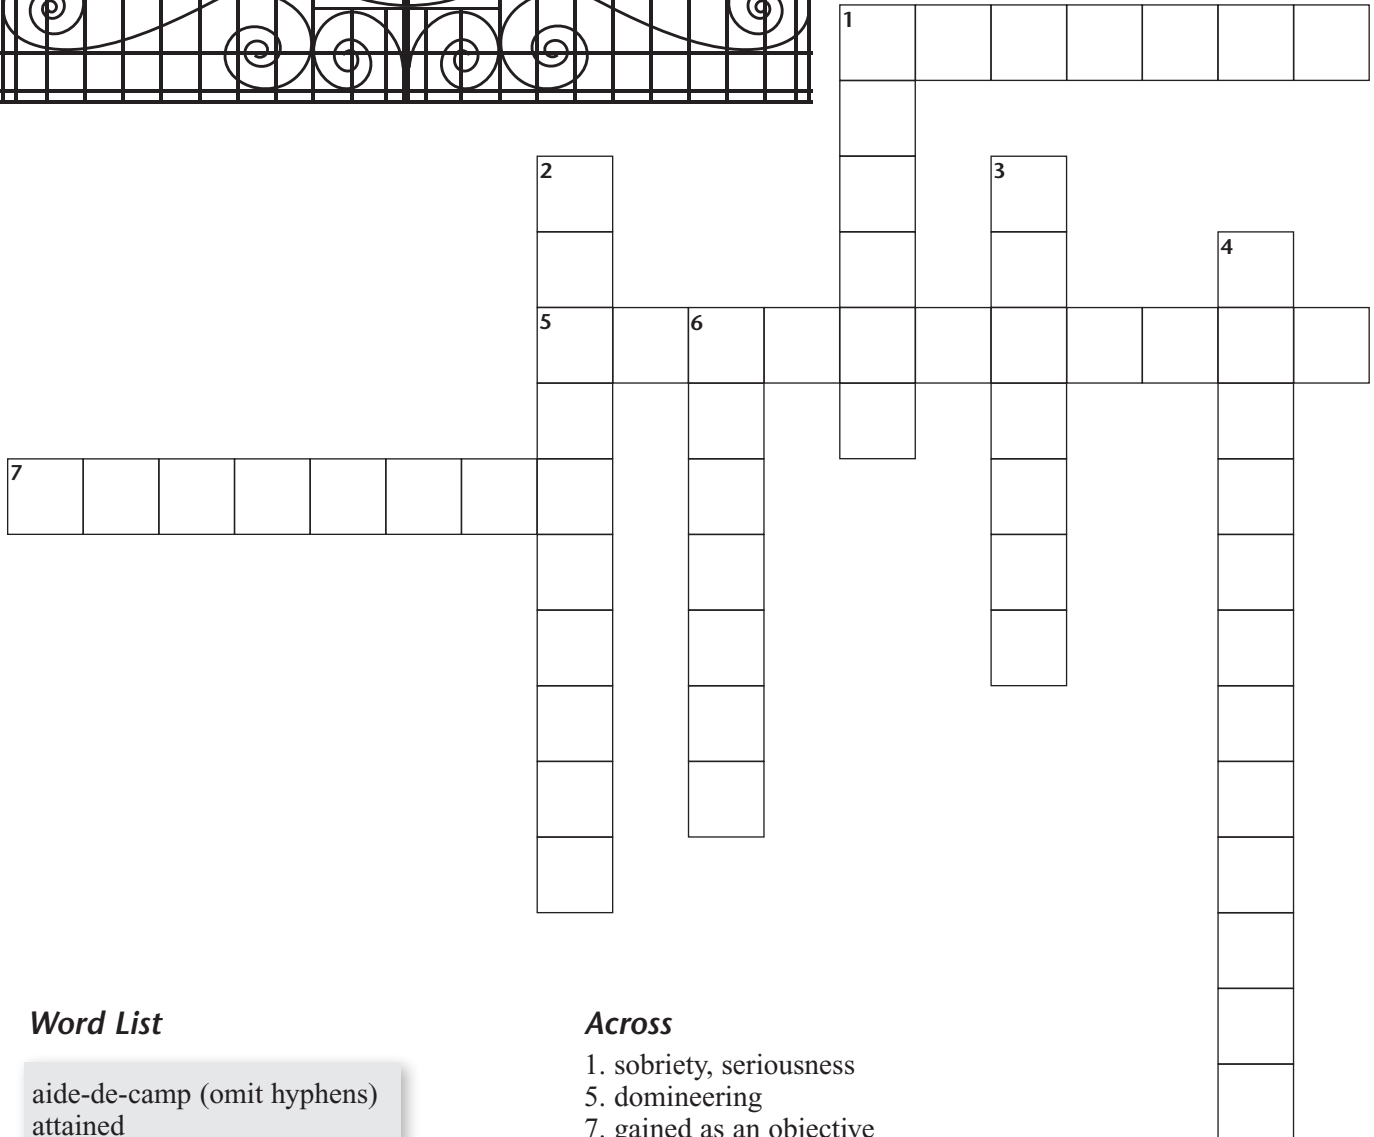 1
2
3
4
5
6
7
Word List
aide-de-camp (omit hyphens)
attained
Across
1. sobriety, seriousness
5. domineering
7. gained as an objective